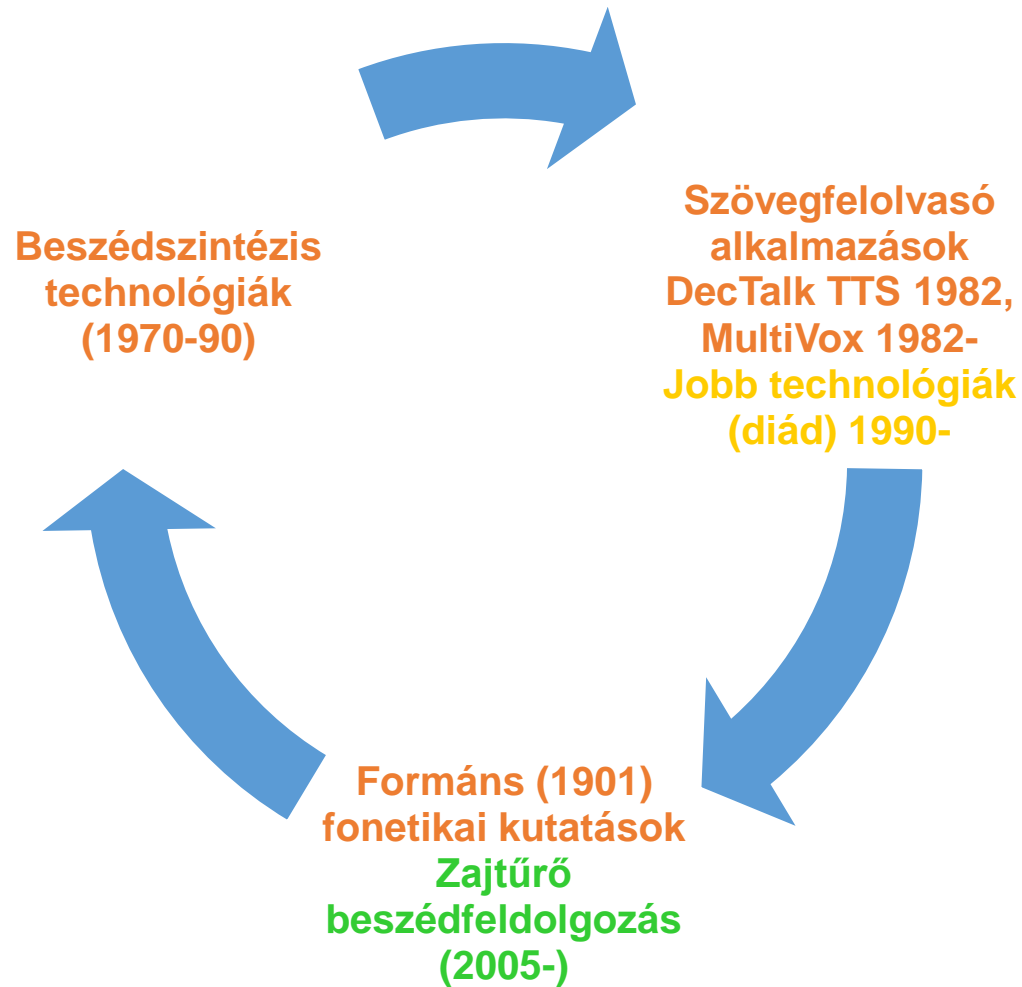 Beszédszintézis
technológiák
(1970-90)
Szövegfelolvasó
alkalmazások
DecTalk TTS 1982,
MultiVox 1982-
Jobb technológiák
(diád) 1990-
Formáns (1901)
fonetikai kutatások
Zajtűrő
beszédfeldolgozás
(2005-)